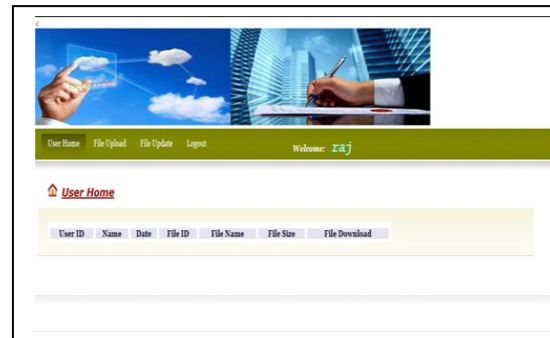 <
User Home File Upload File Update Logout Welcome: raj
User Home
User ID Name Date File ID File Name File Size File Download